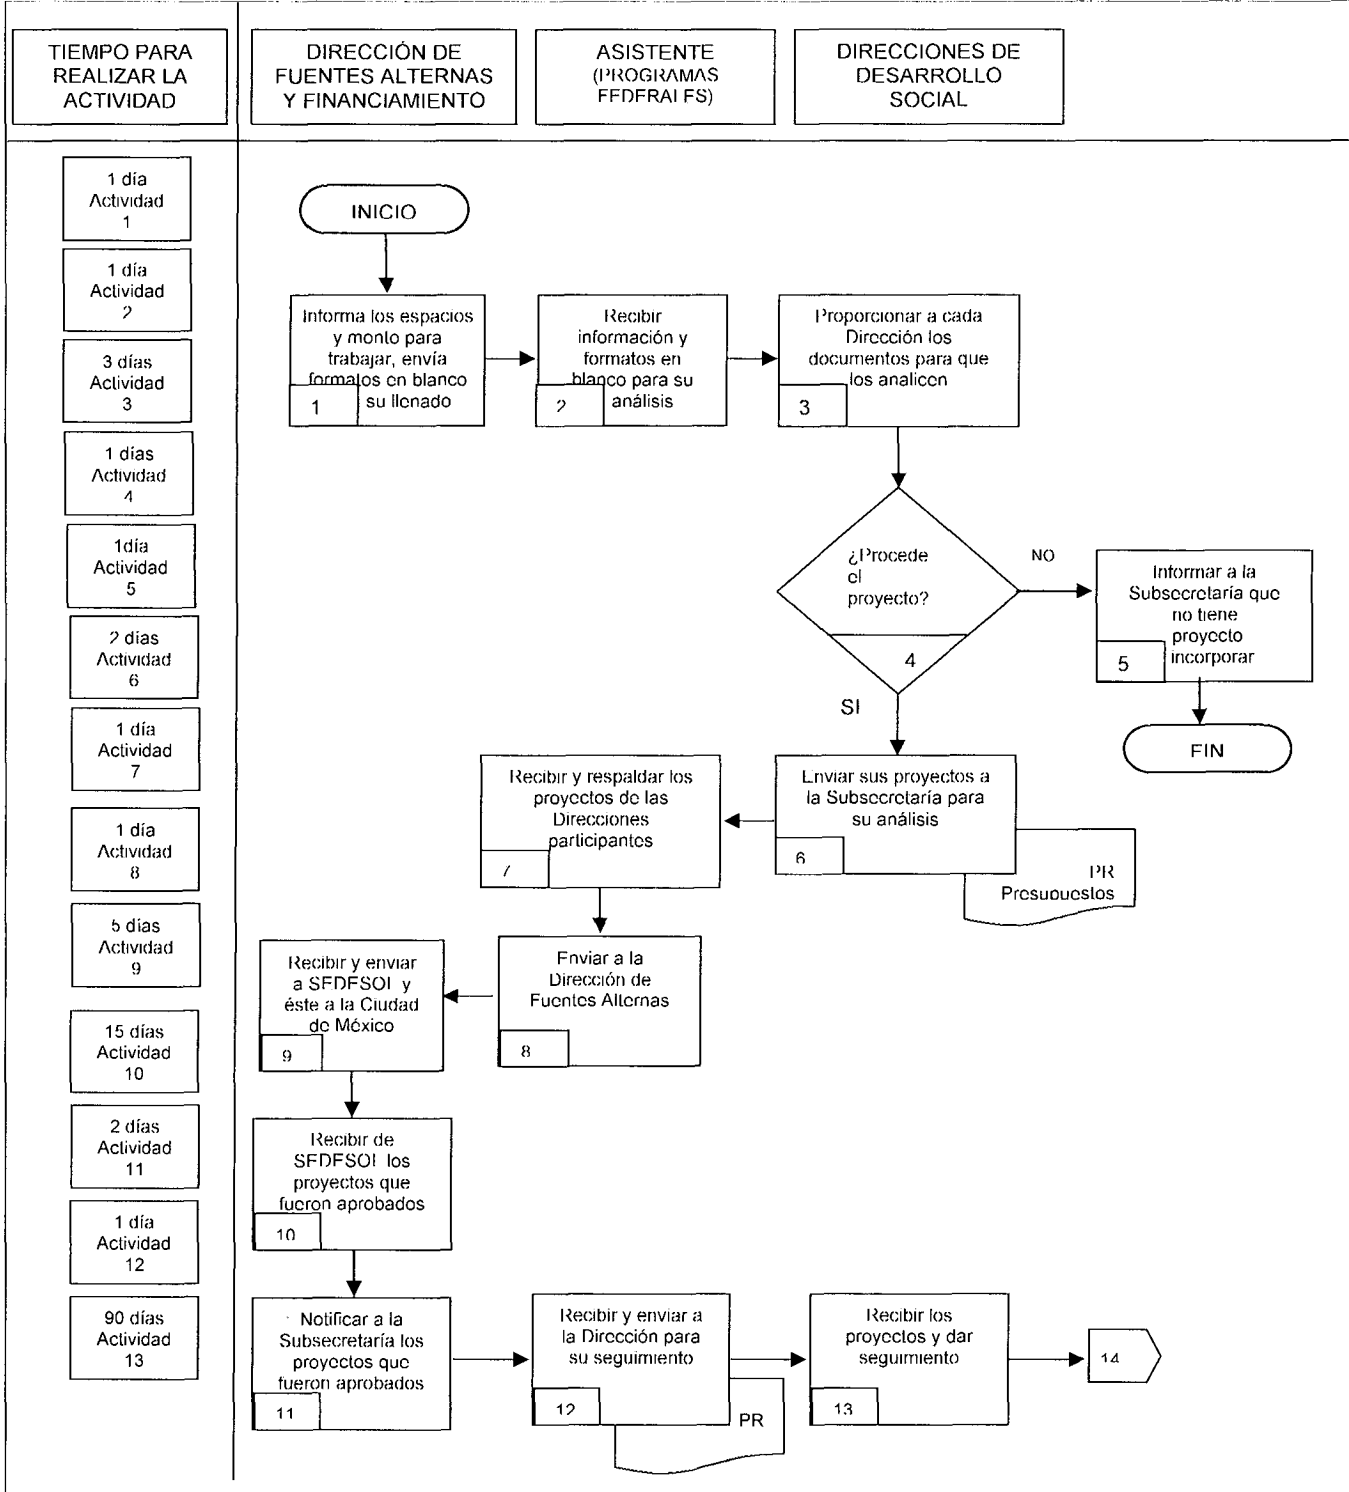 TIEMPO PARA
REALIZAR LA
ACTIVIDAD
DIRECCIÓN DE
FUENTES ALTERNAS
Y FINANCIAMIENTO
ASISTENTE
(PROGRAMAS
FEDERALES)
DIRECCIONES DE
DESARROLLO
SOCIAL
1 día
Actividad
1
1 día
Actividad
2
3 días
Actividad
3
1 días
Actividad
4
1día
Actividad
5
2 días
Actividad
6
1 día
Actividad
7
1 día
Actividad
8
5 días
Actividad
9
15 días
Actividad
10
2 días
Actividad
11
1 día
Actividad
12
90 días
Actividad
13
INICIO
Informa los espacios
y monto para
trabajar, envía
formatos en blanco
su llenado
1
Recibir
información y
formatos en
blanco para su
análisis
2
Proporcionar a cada
Dirección los
documentos para que
los analicen
3
¿Procede
el
proyecto?
4
NO
SI
Informar a la
Subsecretaría que
no tiene
proyecto
incorporar
5
FIN
Enviar sus proyectos a
la Subsecretaría para
su análisis
6
PR
Presupuestos
Recibir y respaldar los
proyectos de las
Direcciones
participantes
7
Enviar a la
Dirección de
Fuentes Alternas
8
Recibir y enviar
a SEDESOL y
éste a la Ciudad
de México
9
Recibir de
SEDESOL los
proyectos que
fueron aprobados
10
Notificar a la
Subsecretaría los
proyectos que
fueron aprobados
11
Recibir y enviar a
la Dirección para
su seguimiento
12
PR
Recibir los
proyectos y dar
seguimiento
13
14